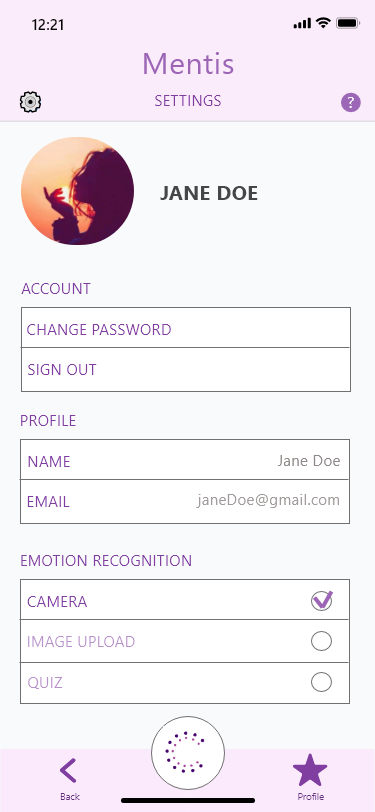 12:21
Mentis
SETTINGS
?
JANE DOE
ACCOUNT
CHANGE PASSWORD
SIGN OUT
PROFILE
NAME Jane Doe
EMAIL janeDoe@gmail.com
EMOTION RECOGNITION
CAMERA
IMAGE UPLOAD
QUIZ
Back Profile